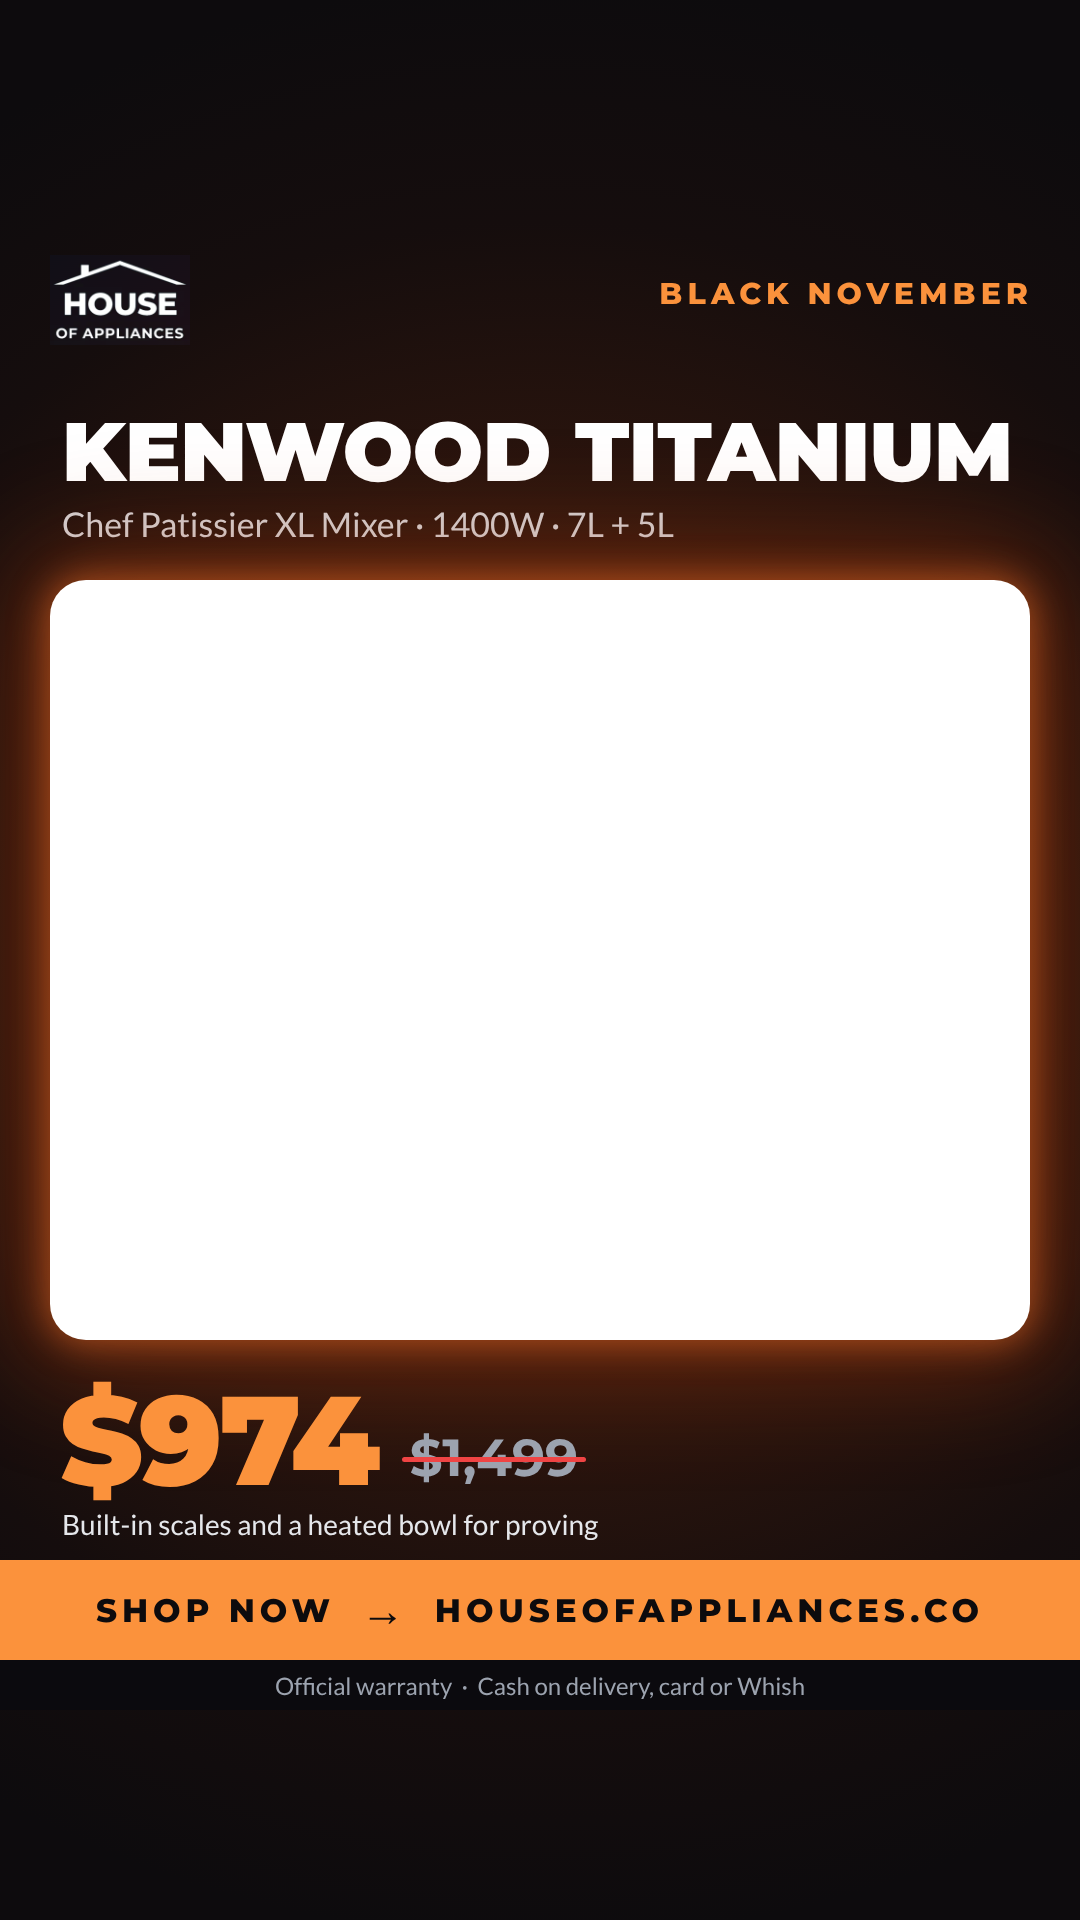 HOUSE
OF APPLIANCES
BLACK NOVEMBER
KENWOOD TITANIUM
Chef Patissier XL Mixer · 1400W · 7L + 5L
$974 $1,499
Built-in scales and a heated bowl for proving
SHOP NOW → HOUSEOFAPPLIANCES.CO
Official warranty · Cash on delivery, card or Whish